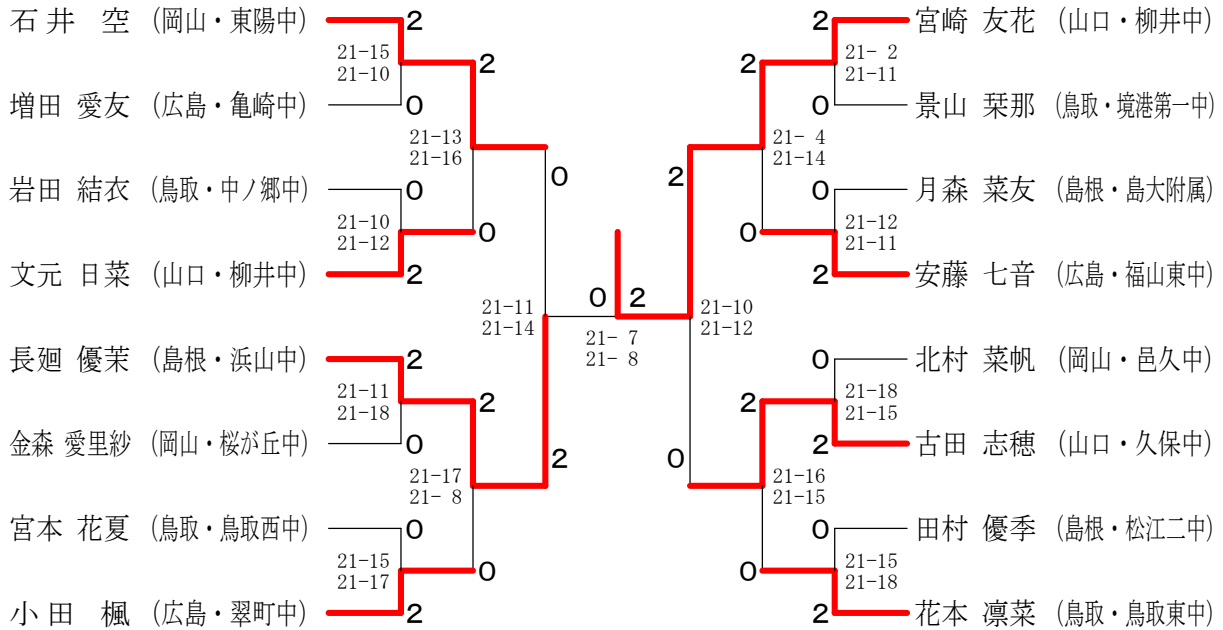 石 井　空 （岡山・東陽中） 2
21-15
21-10
2
増田 愛友 （広島・亀崎中） 0
21-13
21-16
0
岩田 結衣 （鳥取・中ノ郷中） 0
21-10
21-12
0
文元 日菜 （山口・柳井中） 2
21-11
21-14
長廻 優茉 （島根・浜山中） 2
21-11
21-18
2
金森 愛里紗 （岡山・桜が丘中） 0
21-17
21- 8
2
宮本 花夏 （鳥取・鳥取西中） 0
21-15
21-17
0
小 田　楓 （広島・翠町中） 2
0 2
21- 7
21- 8
2 宮崎 友花 （山口・柳井中）
2
21- 2
21-11
0 景山 栞那 （鳥取・境港第一中）
21- 4
21-14
2
0 月森 菜友 （島根・島大附属）
0
21-12
21-11
2 安藤 七音 （広島・福山東中）
21-10
21-12
0 北村 菜帆 （岡山・邑久中）
2
21-18
21-15
2 古田 志穂 （山口・久保中）
0
21-16
21-15
0 田村 優季 （島根・松江二中）
0
21-15
21-18
2 花本 凛菜 （鳥取・鳥取東中）